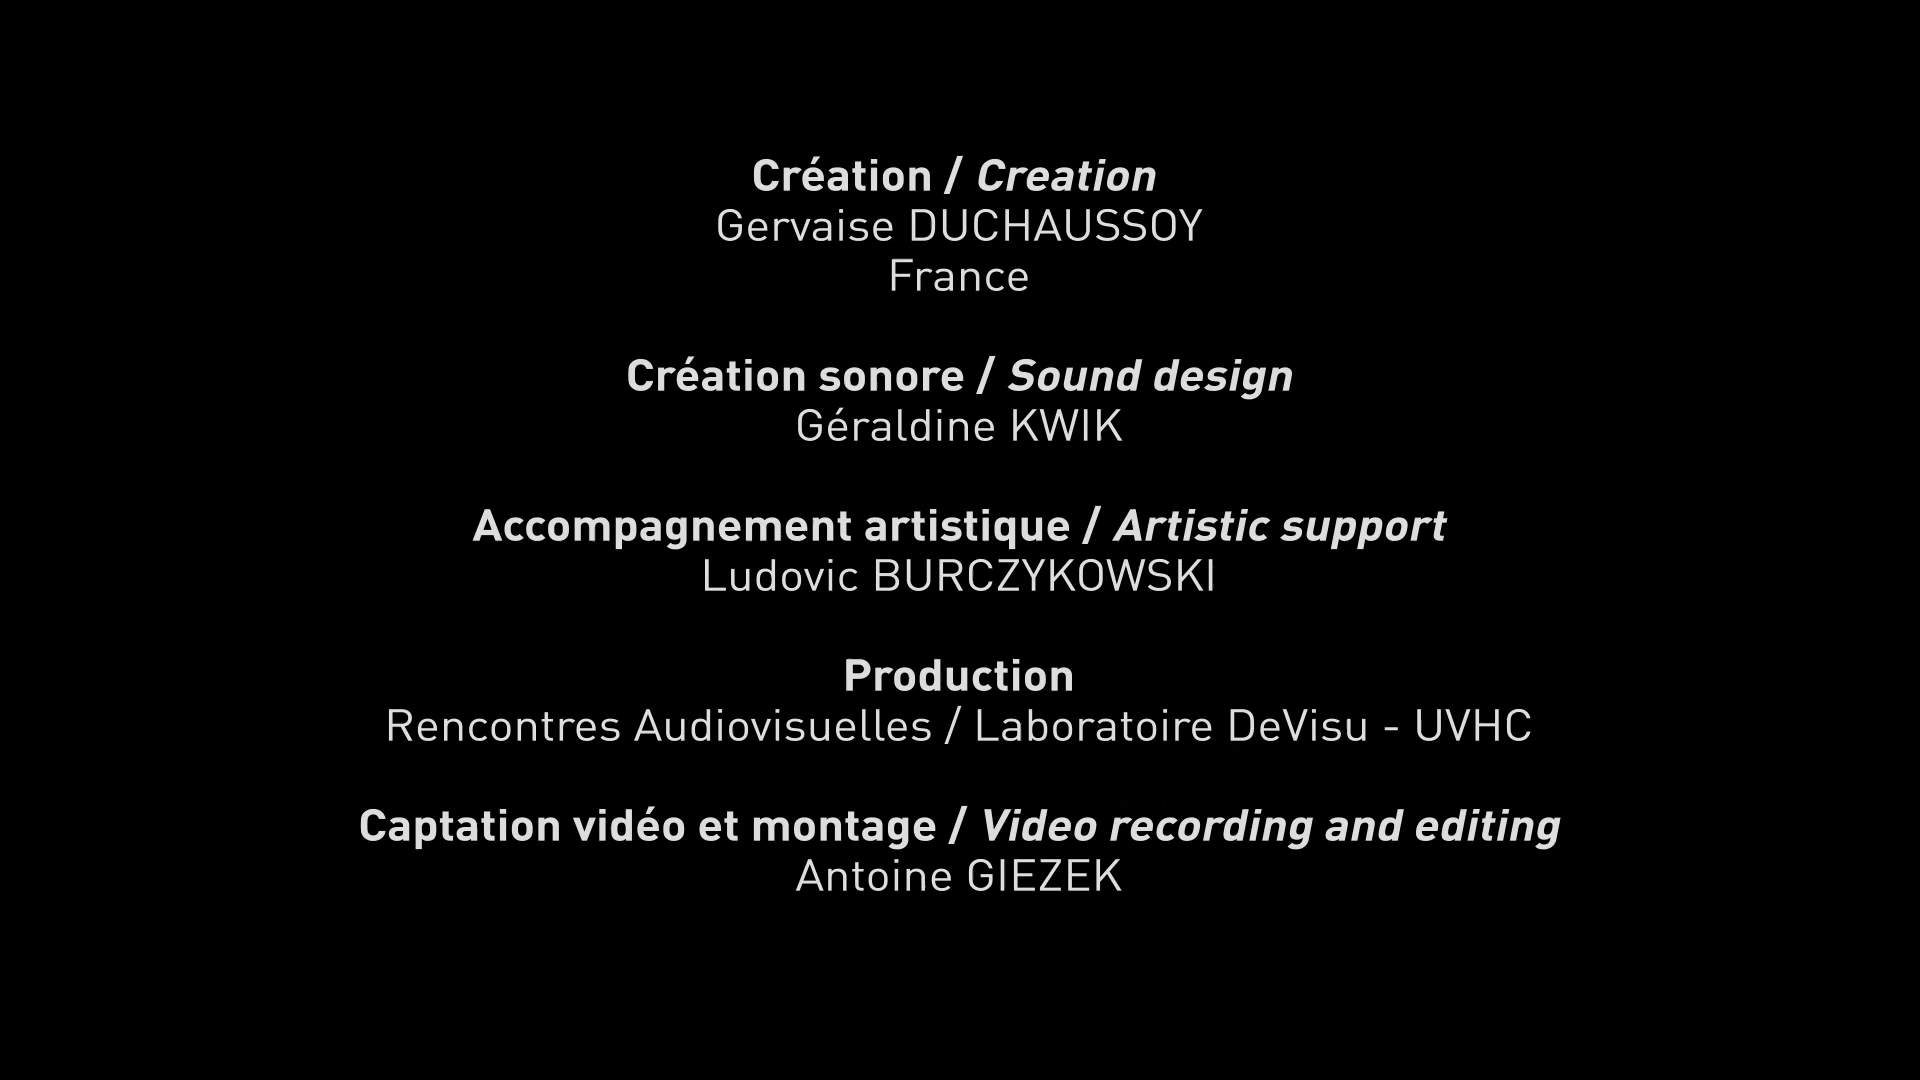 Création / Creation
Gervaise DUCHAUSSOY
France
Création sonore / Sound design
Géraldine KWIK
Accompagnement artistique / Artistic support
Ludovic BURCZYKOWSKI
Production
Rencontres Audiovisuelles / Laboratoire DeVisu - UVHC
Captation vidéo et montage / Video recording and editing
Antoine GIEZEK